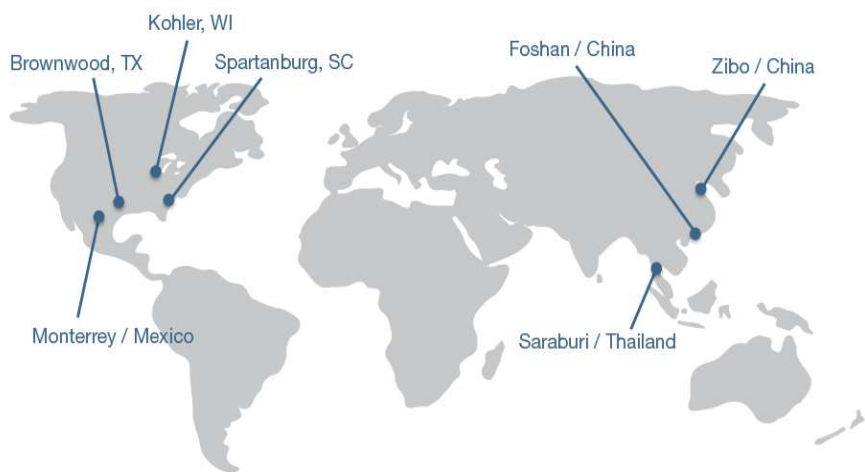 Kohler, WI
Brownwood, TX
Spartanburg, SC
Foshan / China
Zibo / China
Monterrey / Mexico
Saraburi / Thailand